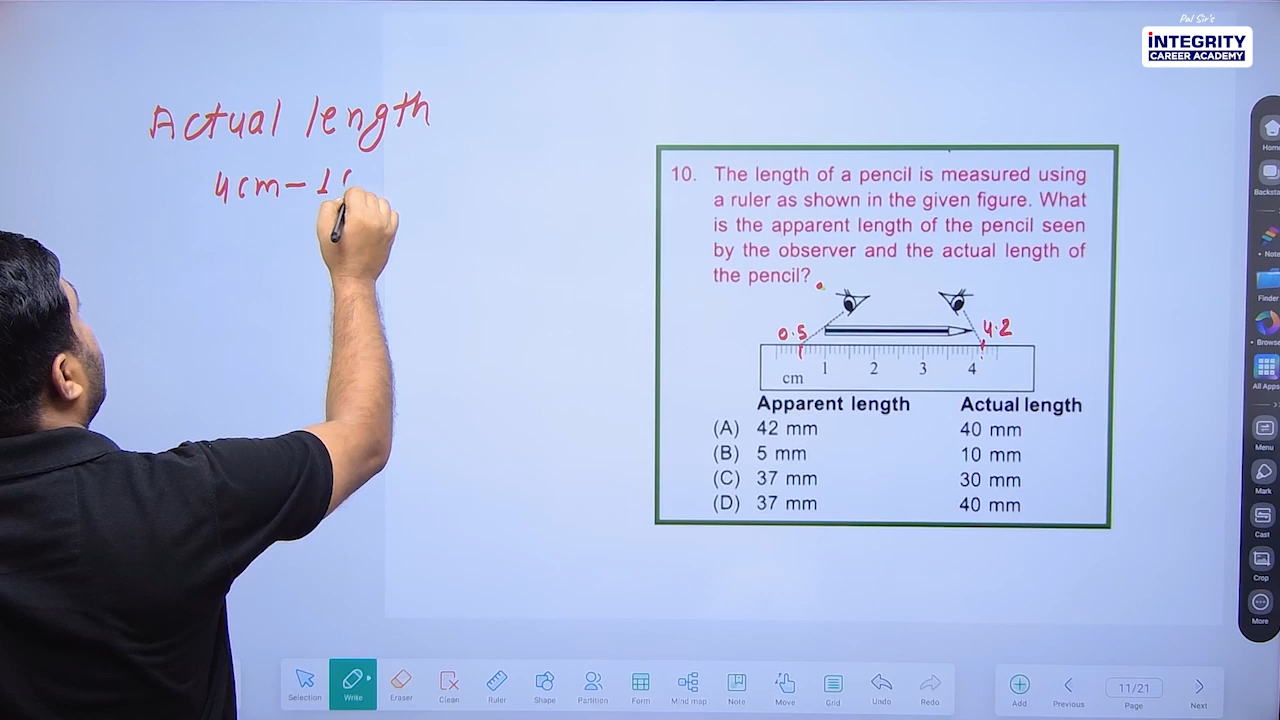 Pal Sir's
INTEGRITY
CAREER ACADEMY
Actual length
4cm-1
10. The length of a pencil is measured using
a ruler as shown in the given figure. What
is the apparent length of the pencil seen
by the observer and the actual length of
the pencil?
0.5
4.2
1 2 3 4
cm
Apparent length Actual length
(A) 42 mm 40 mm
(B) 5 mm 10 mm
(C) 37 mm 30 mm
(D) 37 mm 40 mm
Home
Backsta
Note
Finder
Browse
All Apps
Menu
Mark
Cast
Crop
More
Selection Write Eraser Clean Ruler Shape Partition Form Mind map Note Move Grid Undo Redo Add Previous Page Next
11/21